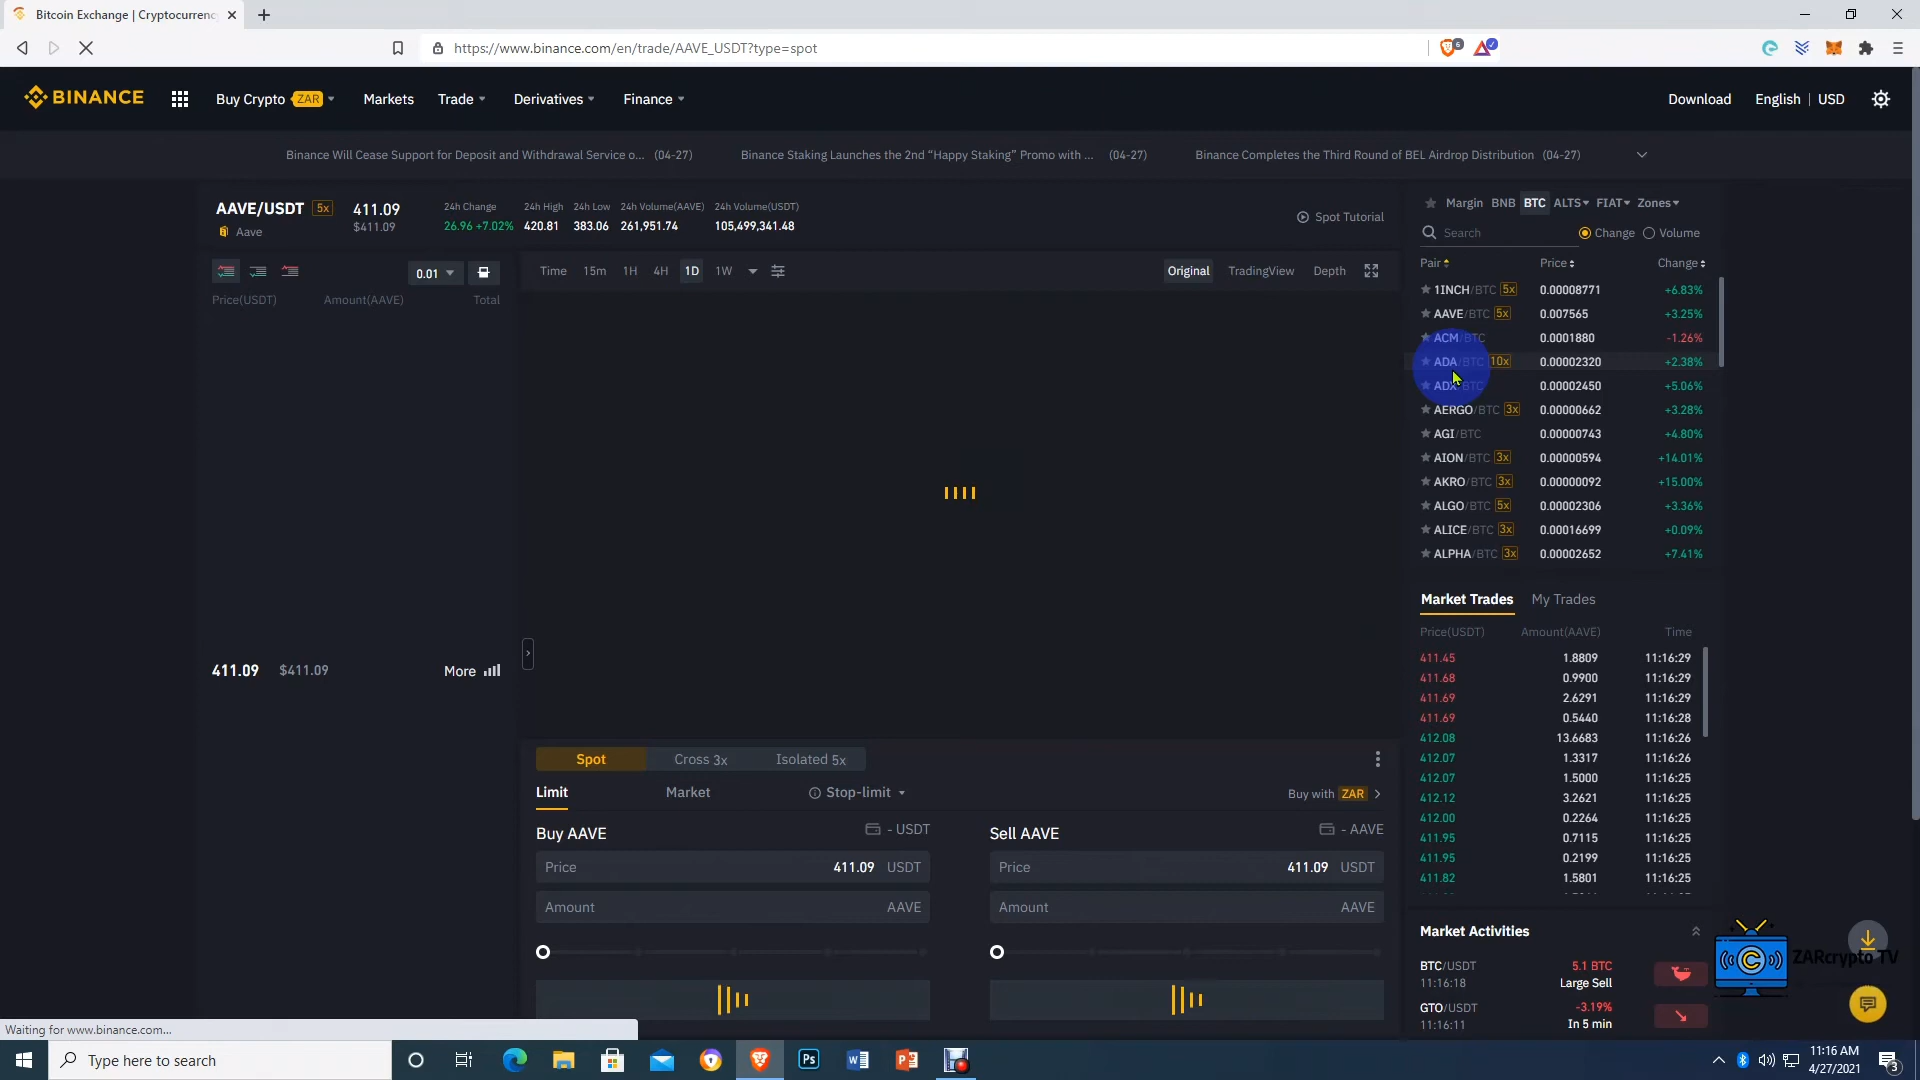 Bitcoin Exchange | Cryptocurrenc
https://www.binance.com/en/trade/AAVE_USDT?type=spot
6
BINANCE
Buy Crypto ZAR
Markets
Trade
Derivatives
Finance
Download
English | USD
Binance Will Cease Support for Deposit and Withdrawal Service o... (04-27)
Binance Staking Launches the 2nd “Happy Staking” Promo with ... (04-27)
Binance Completes the Third Round of BEL Airdrop Distribution (04-27)
AAVE/USDT 5x
Aave
411.09
$411.09
24h Change
26.96 +7.02%
24h High
420.81
24h Low
383.06
24h Volume(AAVE)
261,951.74
24h Volume(USDT)
105,499,341.48
Spot Tutorial
0.01
Price(USDT) Amount(AAVE) Total
411.09 $411.09 More
Time 15m 1H 4H 1D 1W
Original TradingView Depth
Spot Cross 3x Isolated 5x
Limit Market Stop-limit
Buy with ZAR
Buy AAVE - USDT
Price 411.09 USDT
Amount AAVE
Sell AAVE - AAVE
Price 411.09 USDT
Amount AAVE
Margin BNB BTC ALTS FIAT Zones
Search Change Volume
Pair Price Change
1INCH/BTC 5x 0.00008771 +6.83%
AAVE/BTC 5x 0.007565 +3.25%
ACM/BTC 0.0001880 -1.26%
ADA/BTC 10x 0.00002320 +2.38%
ADX/BTC 0.00002450 +5.06%
AERGO/BTC 3x 0.00000662 +3.28%
AGI/BTC 0.00000743 +4.80%
AION/BTC 3x 0.00000594 +14.01%
AKRO/BTC 3x 0.00000092 +15.00%
ALGO/BTC 5x 0.00002306 +3.36%
ALICE/BTC 3x 0.00016699 +0.09%
ALPHA/BTC 3x 0.00002652 +7.41%
Market Trades My Trades
Price(USDT) Amount(AAVE) Time
411.45 1.8809 11:16:29
411.68 0.9900 11:16:29
411.69 2.6291 11:16:29
411.69 0.5440 11:16:28
412.08 13.6683 11:16:26
412.07 1.3317 11:16:26
412.07 1.5000 11:16:25
412.12 3.2621 11:16:25
412.00 0.2264 11:16:25
411.95 0.7115 11:16:25
411.95 0.2199 11:16:25
411.82 1.5801 11:16:25
Market Activities
BTC/USDT 5.1 BTC
11:16:18 Large Sell
GTO/USDT -3.19%
11:16:11 In 5 min
ZARcrypto TV
Waiting for www.binance.com...
Type here to search
Ps
11:16 AM
4/27/2021
3